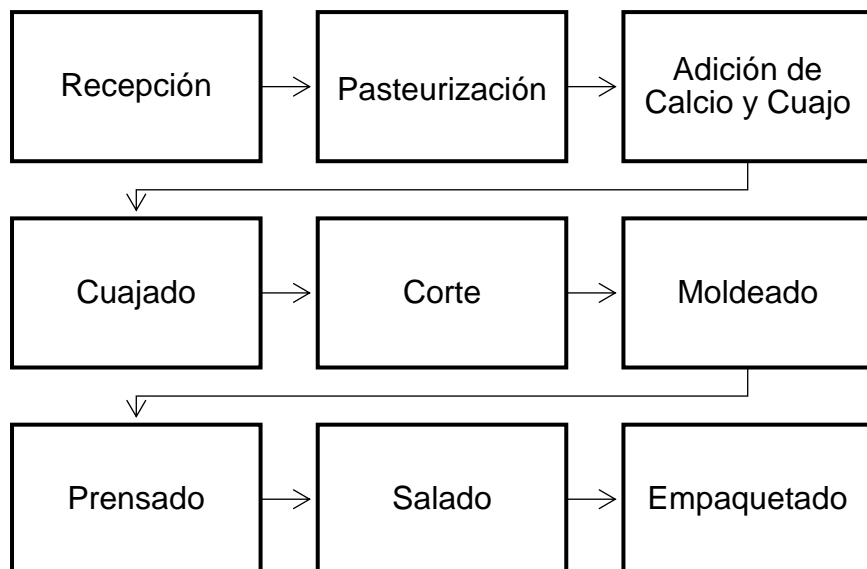 Recepción
Pasteurización
Adición de
Calcio y Cuajo
Cuajado
Corte
Moldeado
Prensado
Salado
Empaquetado